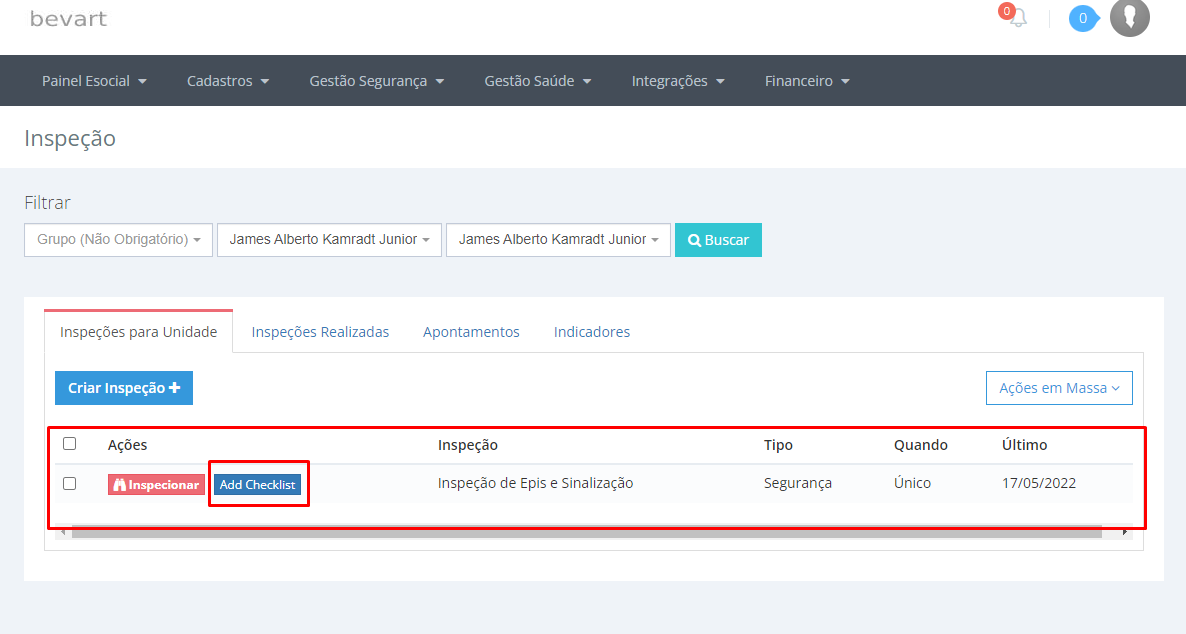 bevart
0
0
Painel Esocial Cadastros Gestão Segurança Gestão Saúde Integrações Financeiro
Inspeção
Filtrar
Grupo (Não Obrigatório) James Alberto Kamradt Junior James Alberto Kamradt Junior Buscar
Inspeções para Unidade Inspeções Realizadas Apontamentos Indicadores
Criar Inspeção + Ações em Massa
Ações Inspeção Tipo Quando Último
Inspecionar Add Checklist Inspeção de Epis e Sinalização Segurança Único 17/05/2022